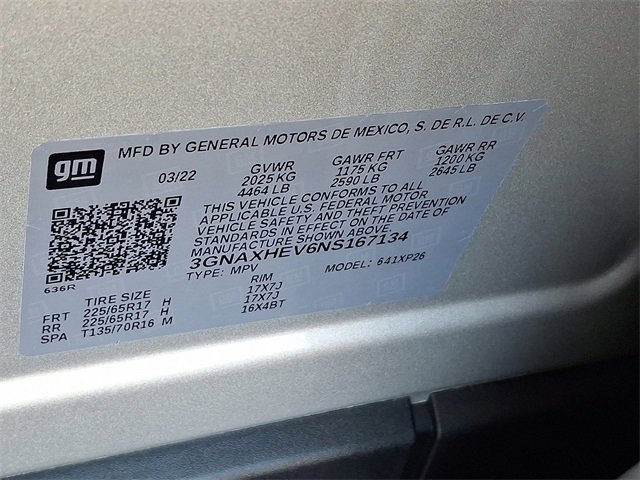 gm
MFD BY GENERAL MOTORS DE MEXICO, S. DE R.L. DE C.V.
03/22 GVWR GAWR FRT GAWR RR
2025 KG 1175 KG 1200 KG
4464 LB 2590 LB 2645 LB
THIS VEHICLE CONFORMS TO ALL
APPLICABLE U.S. FEDERAL MOTOR
VEHICLE SAFETY AND THEFT PREVENTION
STANDARDS IN EFFECT ON THE DATE OF
MANUFACTURE SHOWN ABOVE.
3GNAXHEV6NS167134
TYPE: MPV MODEL: 641XP26
636R
TIRE SIZE RIM
FRT 225/65R17 H 17X7J
RR 225/65R17 H 17X7J
SPA T135/70R16 M 16X4BT